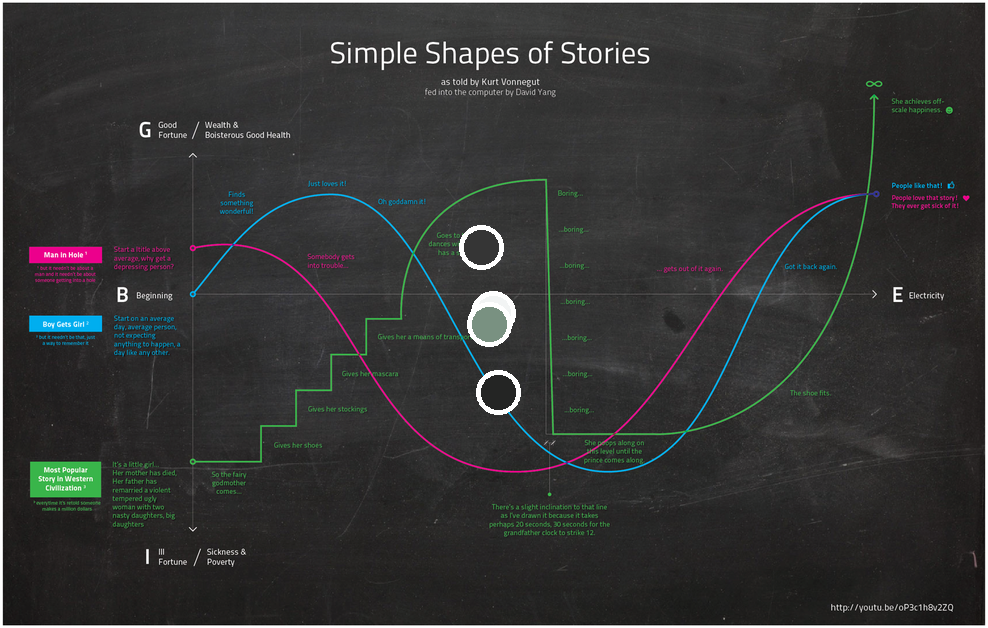 Simple Shapes of Stories
as told by Kurt Vonnegut
fed into the computer by David Yang
G
Good
Fortune
/
Wealth &
Boisterous Good Health
∞
She achieves off-
scale happiness.
Finds
something
wonderful!
Just loves it!
Oh goddamn it!
Boring...
...boring...
...boring...
...boring...
...boring...
...boring...
...boring...
People like that!
People love that story!
They ever get sick of it!
Man in Hole ¹
¹ but it needn't be about a
man and it needn't be about
someone getting into a hole.
Start a little above
average, why get a
depressing person?
Somebody gets
into trouble...
Goes to
dances
has a
... gets out of it again.
Got it back again.
B
Beginning
E
Electricity
Boy Gets Girl ²
² but it needn't be that, just
a way to remember it.
Start on an average
day, average person,
not expecting
anything to happen, a
day like any other.
Gives her a means of
Gives her mascara
Gives her stockings
Gives her shoes
The shoe fits.
Most Popular
Story in Western
Civilization ³
³ everytime it's retold someone
makes a million dollars
It's a little girl...
Her mother has died,
Her father has
remarried a violent
tempered ugly
woman with two
nasty daughters, big
daughters
So the fairy
godmother
comes...
She poops along on
this level until the
prince comes along.
There's a slight inclination to that line
as I've drawn it because it takes
perhaps 20 seconds, 30 seconds for the
grandfather clock to strike 12.
I
Ill
Fortune
/
Sickness &
Poverty
http://youtu.be/oP3c1h8v2ZQ